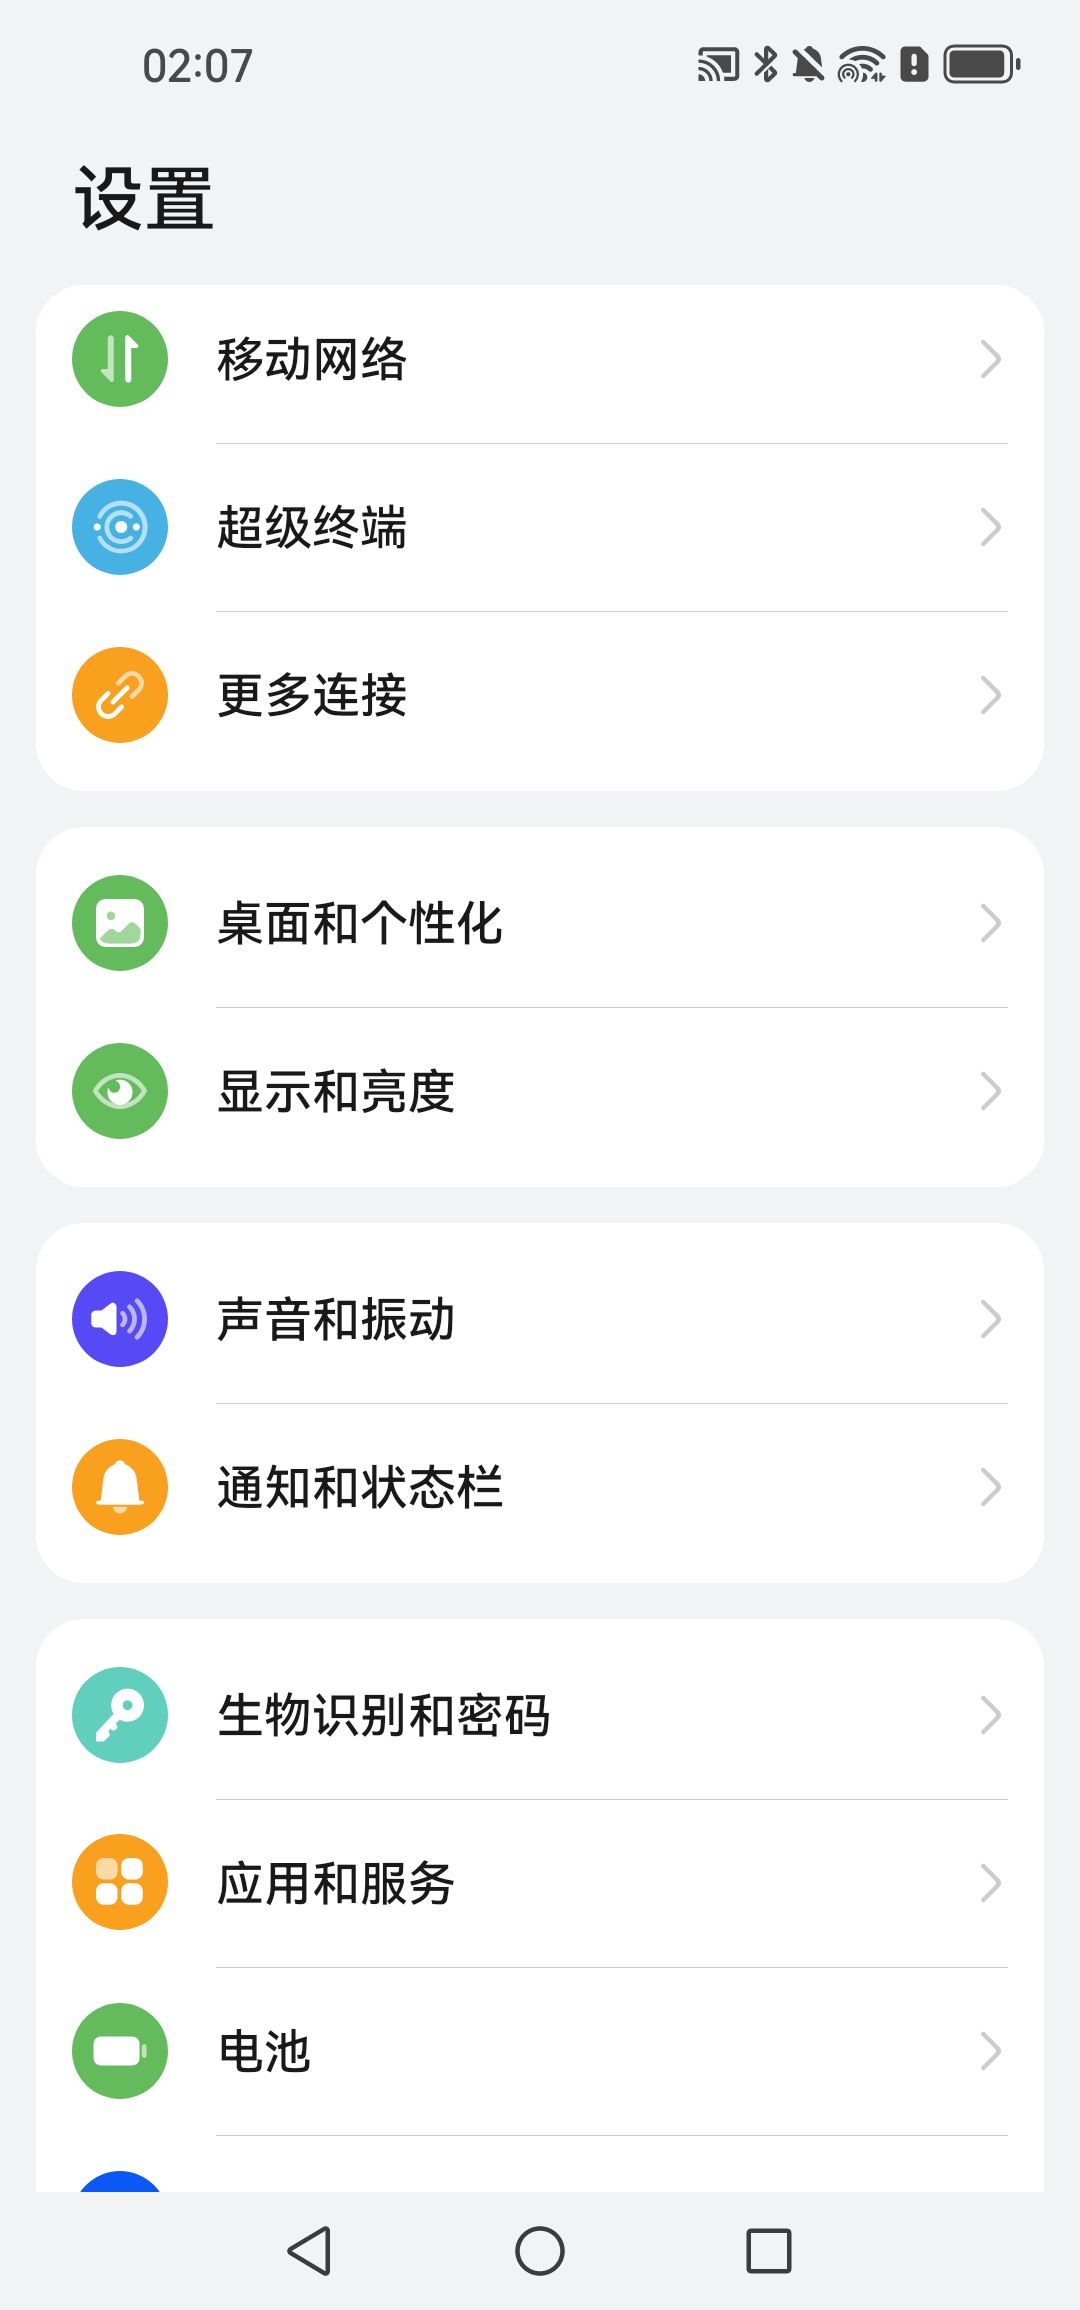 02:07
设置
移动网络
超级终端
更多连接
桌面和个性化
显示和亮度
声音和振动
通知和状态栏
生物识别和密码
应用和服务
电池